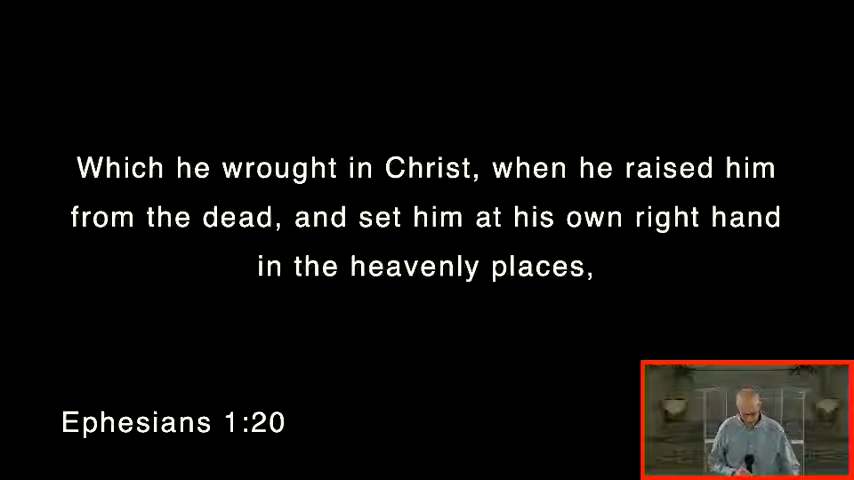 Which he wrought in Christ, when he raised him
from the dead, and set him at his own right hand
in the heavenly places,
Ephesians 1:20